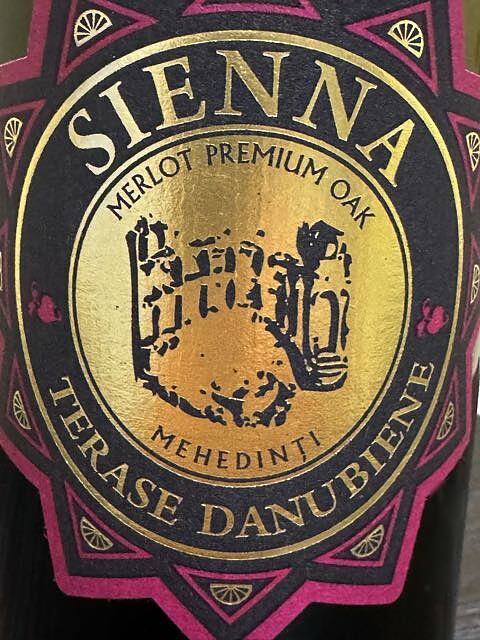 SIENNA
MERLOT PREMIUM OAK
MEHEDINȚI
TERASE DANUBIENE